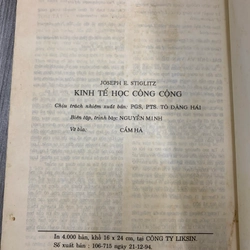 JOSEPH E. STIGLITZ
KINH TẾ HỌC CÔNG CỘNG
Chịu trách nhiệm xuất bản: PGS, PTS. TÔ ĐĂNG HẢI
Biên tập, trình bày: NGUYỄN MINH
Vẽ bìa: CẨM HÀ
In 4.000 bản, khổ 16 x 24 cm, tại CÔNG TY LIKSIN
Số xuất bản : 106-715 ngày 21-12-94.